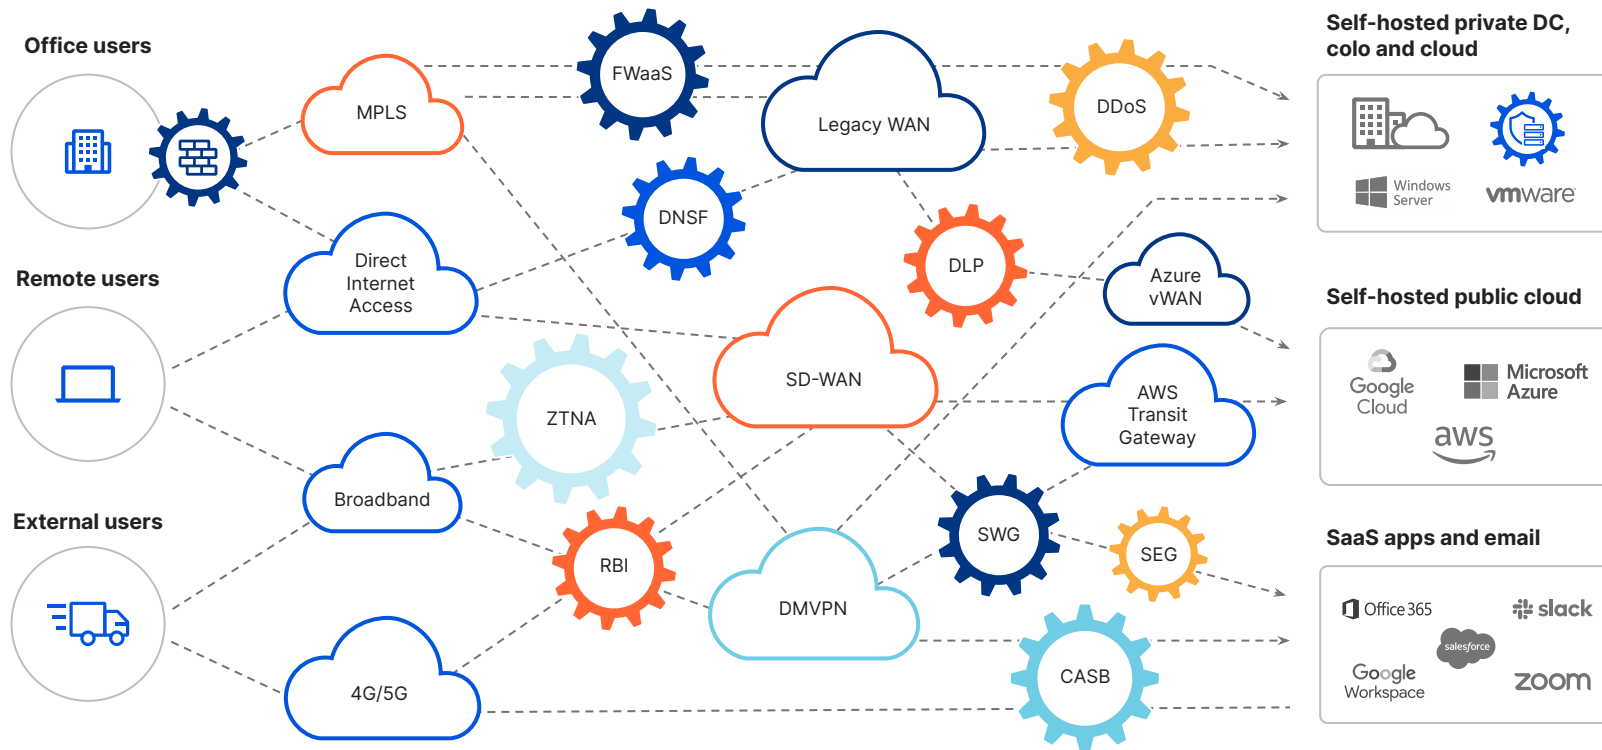 Office users
Remote users
External users
MPLS
Direct
Internet
Access
Broadband
4G/5G
FWaaS
DNSF
ZTNA
RBI
Legacy WAN
SD-WAN
DMVPN
DDoS
DLP
SWG
SEG
CASB
Azure
vWAN
AWS
Transit
Gateway
Self-hosted private DC,
colo and cloud
Windows
Server
vmware
Self-hosted public cloud
Google
Cloud
Microsoft
Azure
aws
SaaS apps and email
Office 365
slack
salesforce
Google
Workspace
zoom